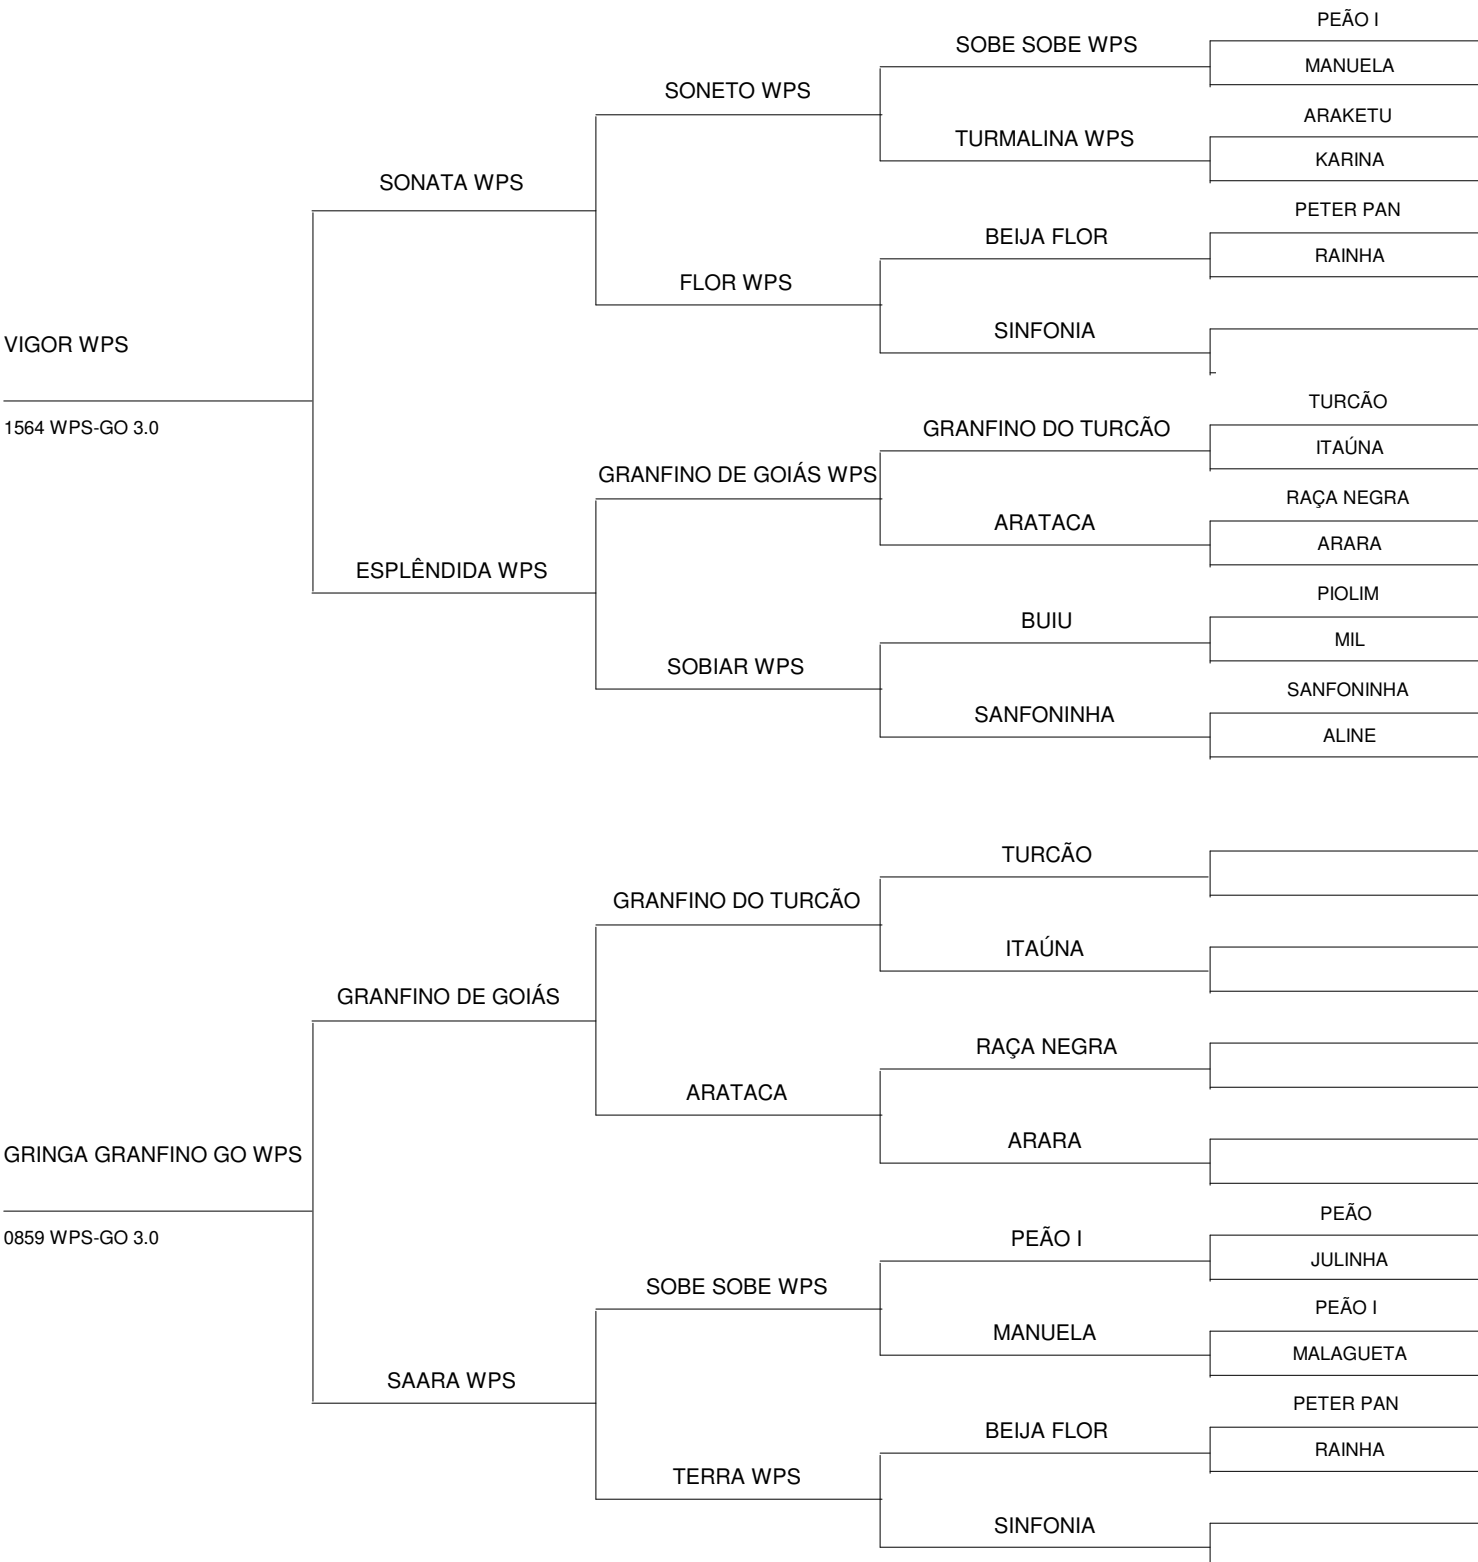 PEÃO I
SOBE SOBE WPS
MANUELA
SONETO WPS
ARAKETU
TURMALINA WPS
KARINA
SONATA WPS
PETER PAN
BEIJA FLOR
RAINHA
FLOR WPS
SINFONIA
VIGOR WPS
1564 WPS-GO 3.0
TURCÃO
GRANFINO DO TURCÃO
ITAÚNA
GRANFINO DE GOIÁS WPS
RAÇA NEGRA
ARATACA
ARARA
ESPLÊNDIDA WPS
PIOLIM
BUIU
MIL
SOBIAR WPS
SANFONINHA
SANFONINHA
ALINE
TURCÃO
GRANFINO DO TURCÃO
ITAÚNA
GRANFINO DE GOIÁS
RAÇA NEGRA
ARATACA
ARARA
GRINGA GRANFINO GO WPS
0859 WPS-GO 3.0
PEÃO
PEÃO I
JULINHA
SOBE SOBE WPS
PEÃO I
MANUELA
MALAGUETA
SAARA WPS
PETER PAN
BEIJA FLOR
RAINHA
TERRA WPS
SINFONIA